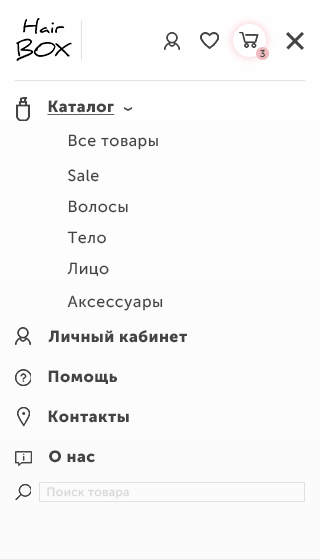 Hair
BOX
3
Каталог
Все товары
Sale
Волосы
Тело
Лицо
Аксессуары
Личный кабинет
Помощь
Контакты
О нас
Поиск товара